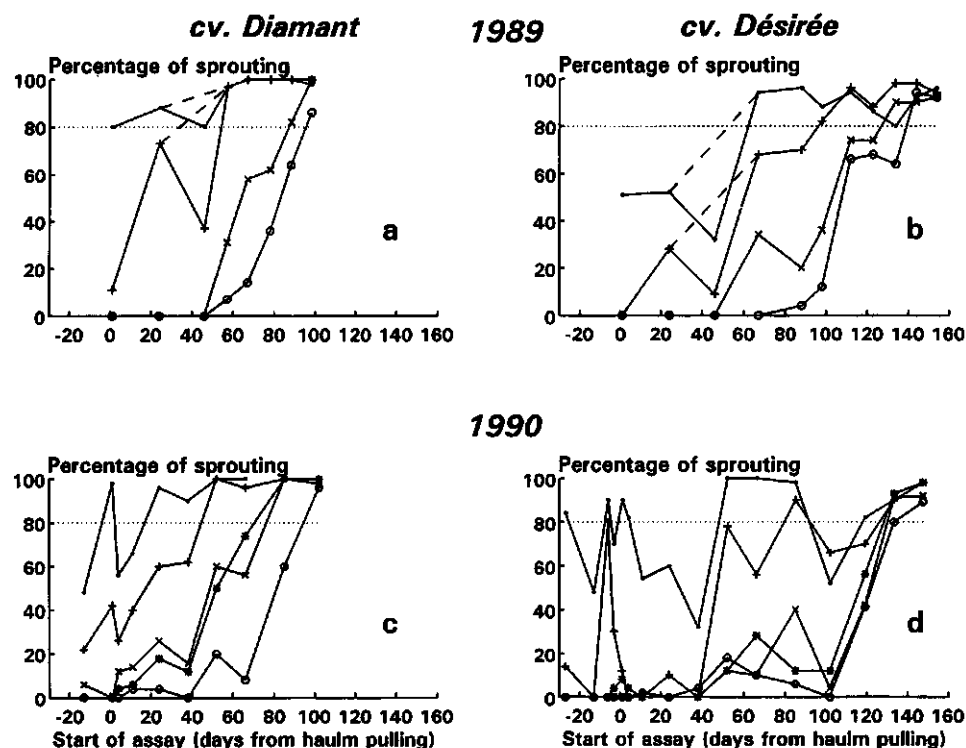 cv. Diamant 1989 cv. Désirée
Percentage of sprouting
100
80
60
40
20
0
a
-20 0 20 40 60 80 100 120 140 160
Percentage of sprouting
100
80
60
40
20
0
b
-20 0 20 40 60 80 100 120 140 160
1990
Percentage of sprouting
100
80
60
40
20
0
c
-20 0 20 40 60 80 100 120 140 160
Start of assay (days from haulm pulling)
Percentage of sprouting
100
80
60
40
20
0
d
-20 0 20 40 60 80 100 120 140 160
Start of assay (days from haulm pulling)